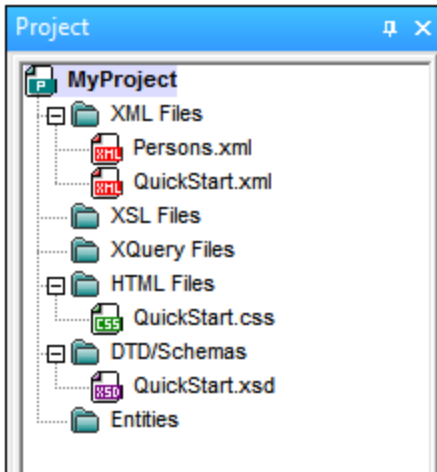 Project
MyProject
XML Files
Persons.xml
QuickStart.xml
XSL Files
XQuery Files
HTML Files
QuickStart.css
DTD/Schemas
QuickStart.xsd
Entities